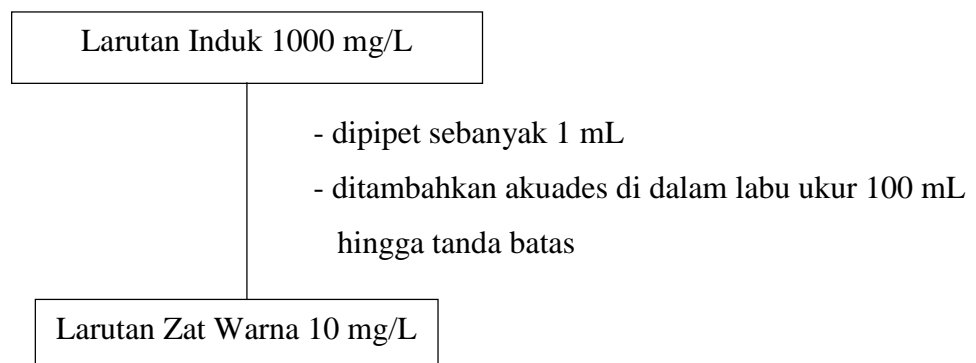 Larutan Induk 1000 mg/L
- dipipet sebanyak 1 mL
- ditambahkan akuades di dalam labu ukur 100 mL
hingga tanda batas
Larutan Zat Warna 10 mg/L